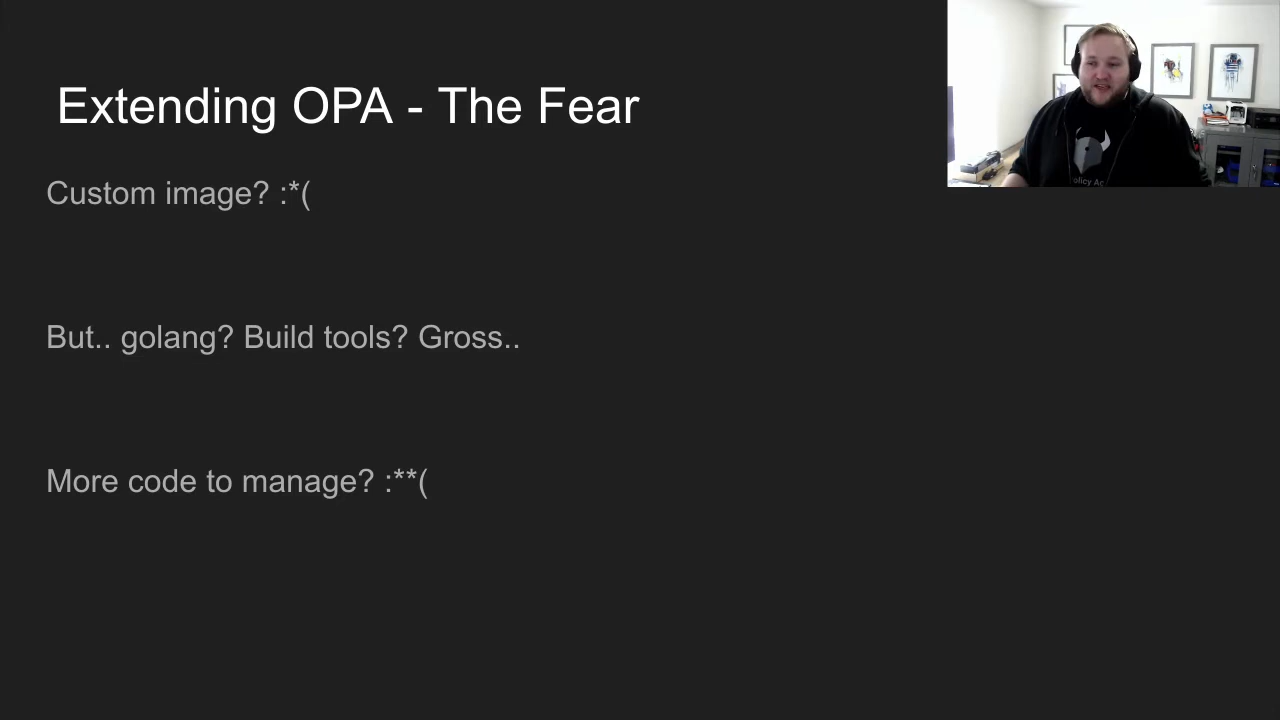 Extending OPA - The Fear
Custom image? :*(
But.. golang? Build tools? Gross..
More code to manage? :**(